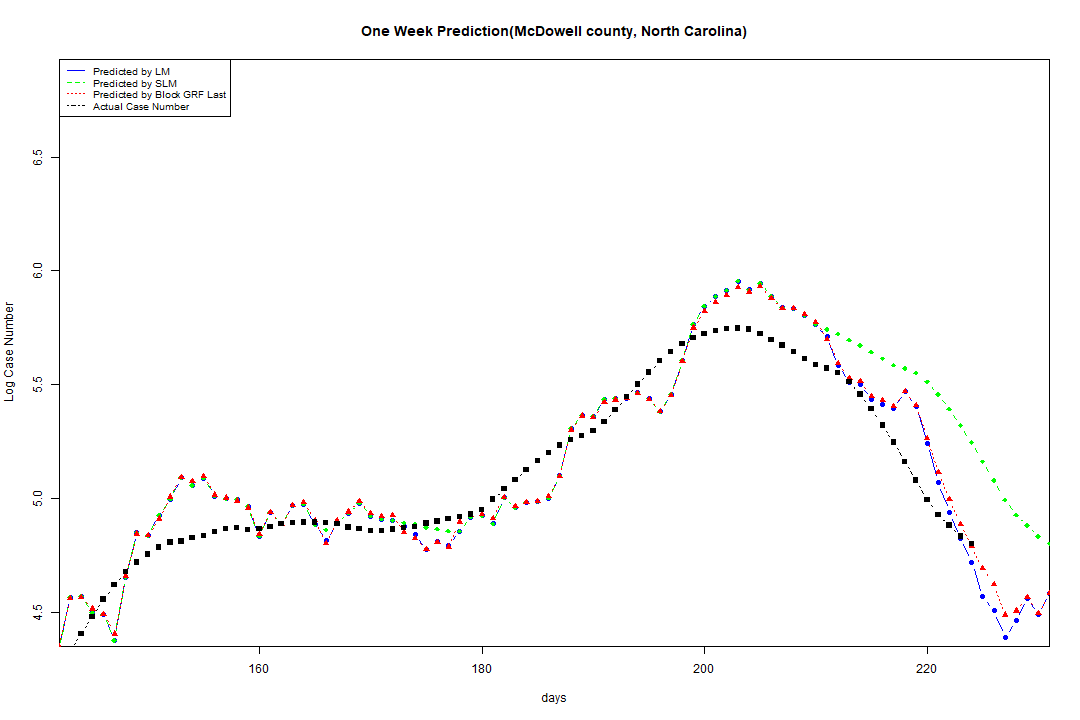 One Week Prediction(McDowell county, North Carolina)
Predicted by LM
Predicted by SLM
Predicted by Block GRF Last
Actual Case Number
6.5
6.0
5.5
5.0
4.5
Log Case Number
160 180 200 220
days